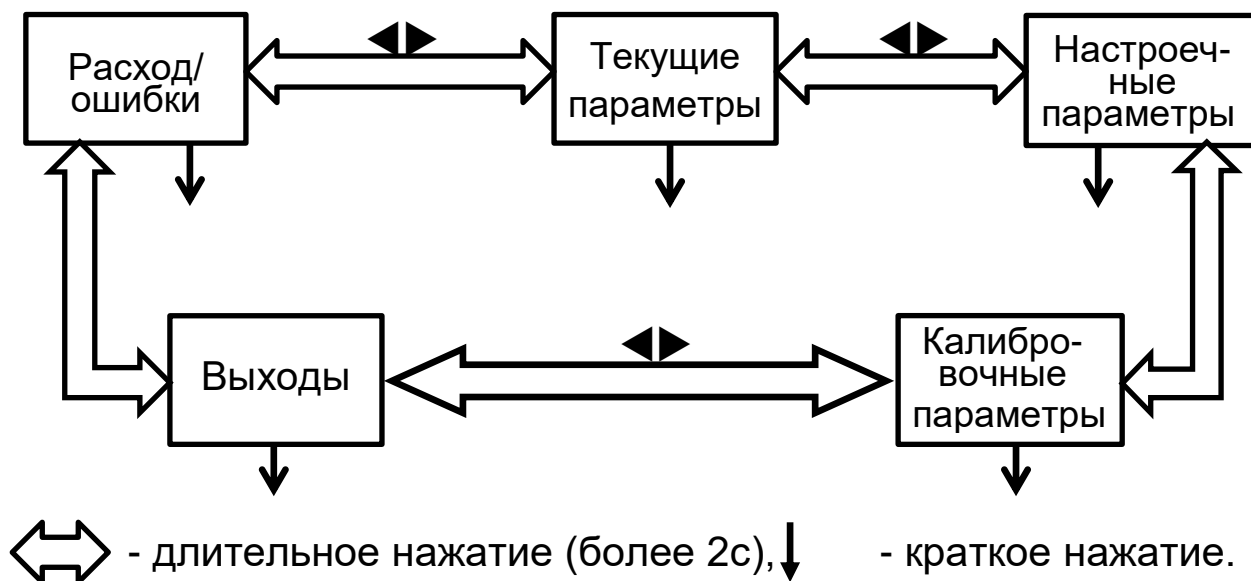 Расход/
ошибки
Текущие
параметры
Настроеч-
ные
параметры
Выходы
Калибро-
вочные
параметры
- длительное нажатие (более 2с), - краткое нажатие.